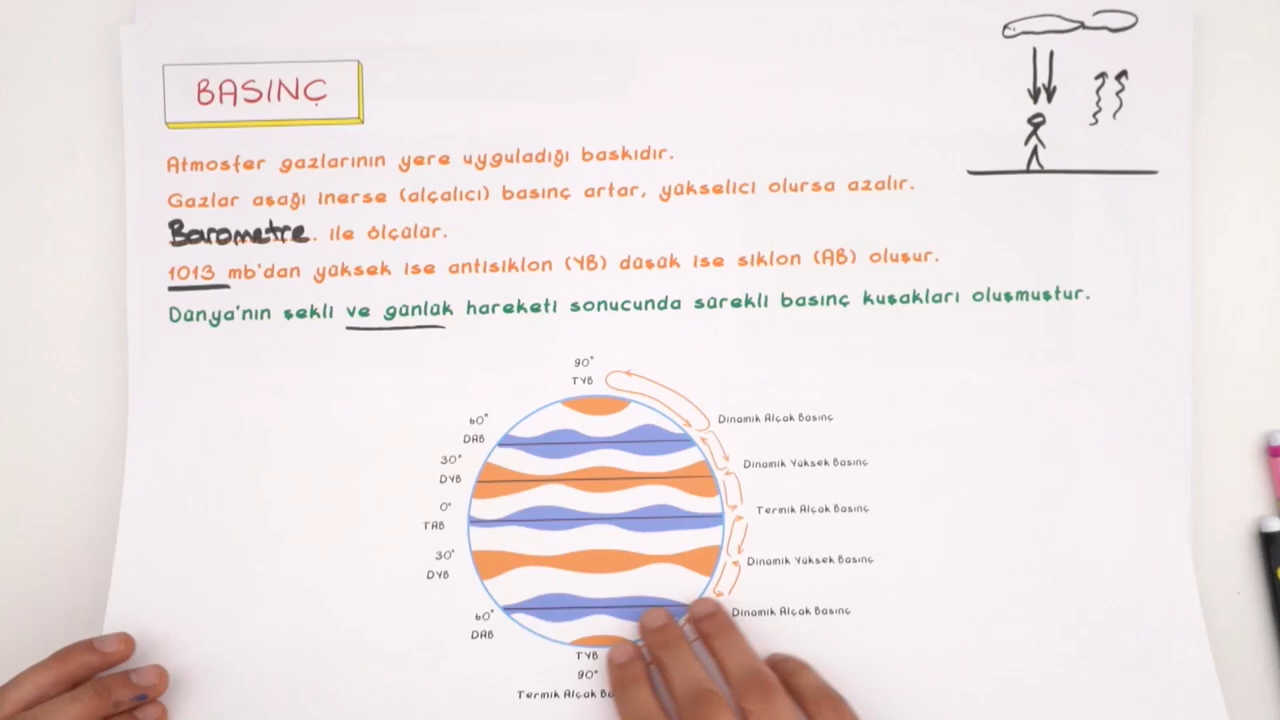 BASINÇ
Atmosfer gazlarının yere uyguladığı baskıdır.
Gazlar aşağı inerse (alçalıcı) basınç artar, yükselici olursa azalır.
Barometre. ile ölçülür.
1013 mb'dan yüksek ise antisiklon (YB) düşük ise siklon (AB) oluşur.
Dünya'nın şekli ve günlük hareketi sonucunda sürekli basınç kuşakları oluşmuştur.
90°
TYB
60°
DAB
Dinamik Alçak Basınç
30°
DYB
Dinamik Yüksek Basınç
0°
TAB
Termik Alçak Basınç
30°
DYB
Dinamik Yüksek Basınç
60°
DAB
Dinamik Alçak Basınç
TYB
90°
Termik Alçak